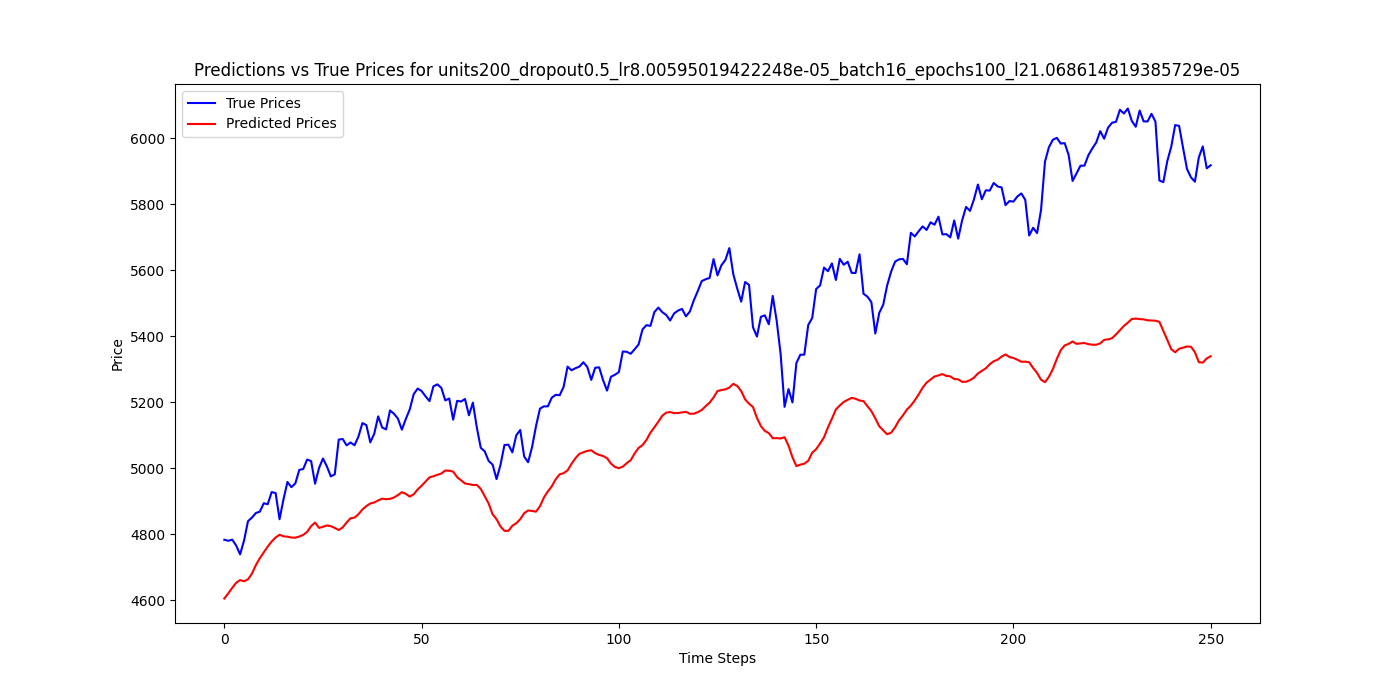 Predictions vs True Prices for units200_dropout0.5_lr8.00595019422248e-05_batch16_epochs100_l21.068614819385729e-05
True Prices
Predicted Prices
Price
6000
5800
5600
5400
5200
5000
4800
4600
0 50 100 150 200 250
Time Steps